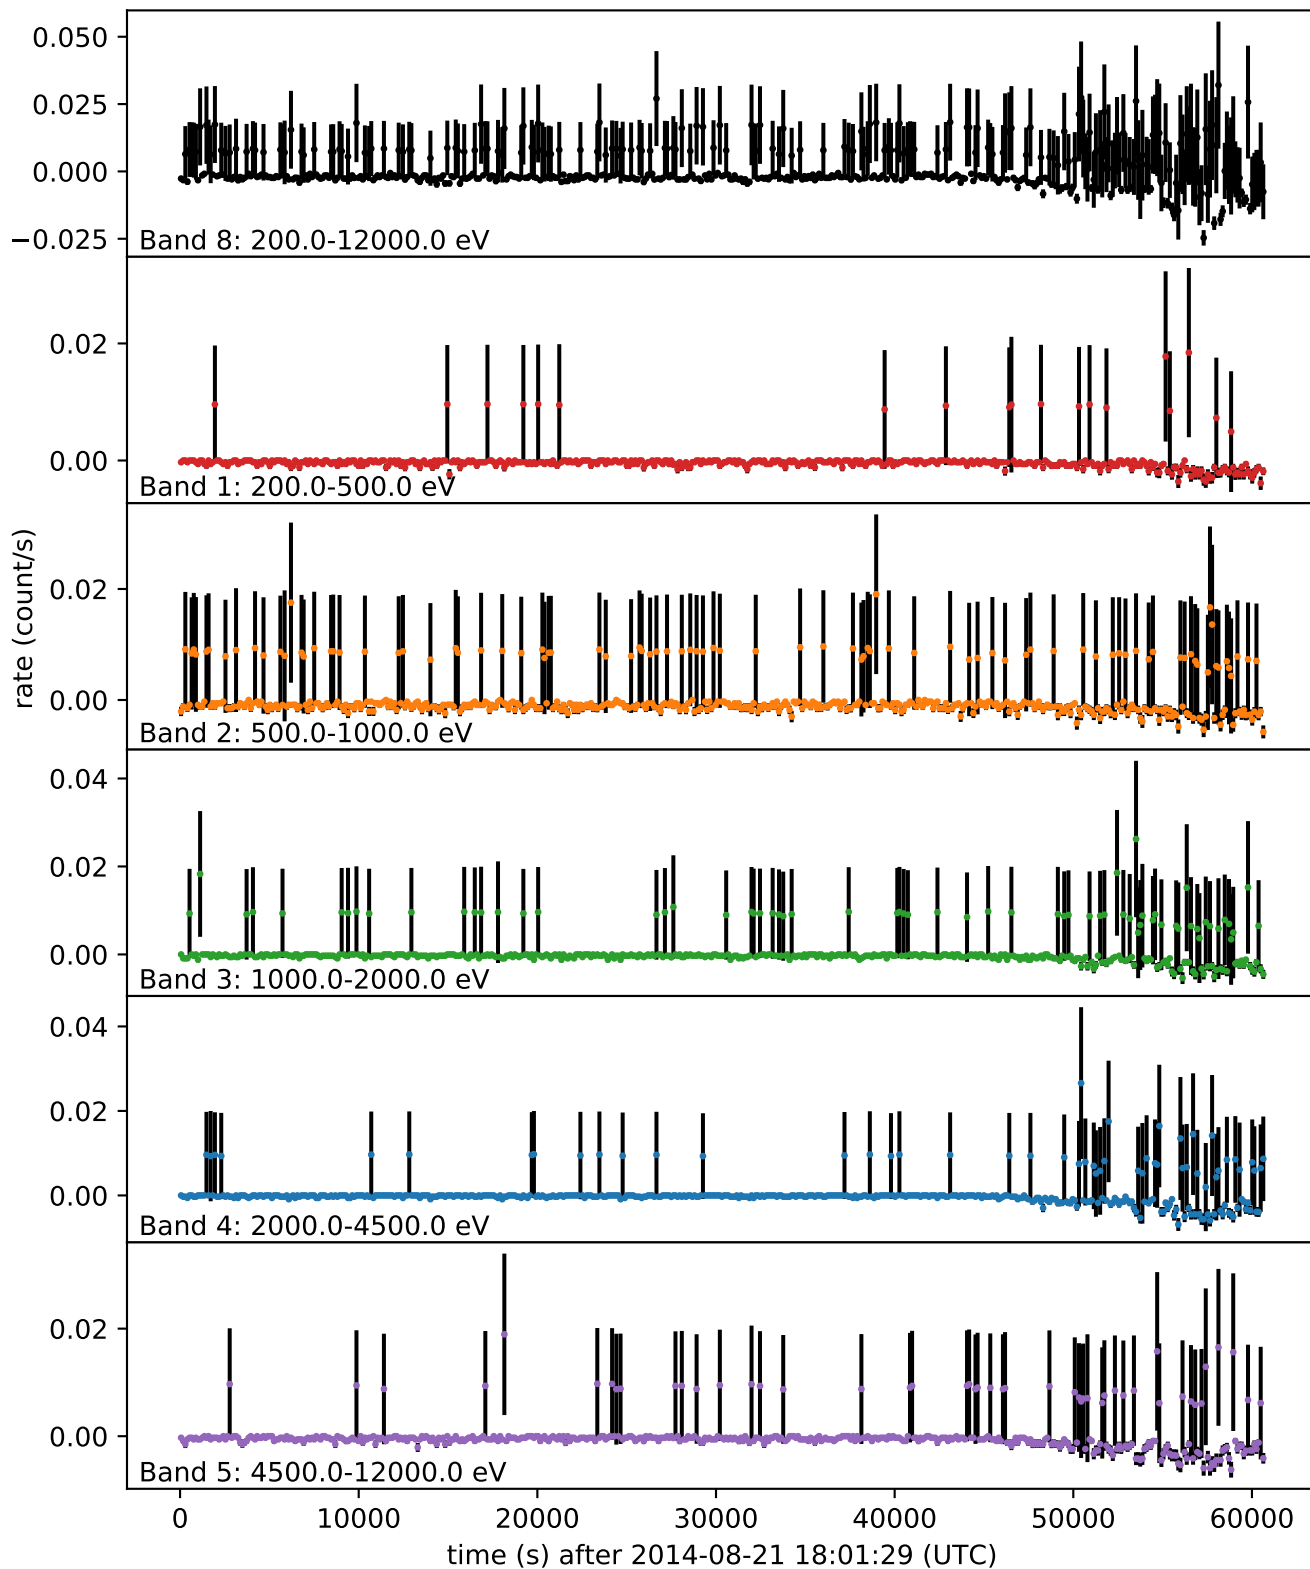 0.050
0.025
0.000
−0.025
Band 8: 200.0-12000.0 eV
0.02
0.00
Band 1: 200.0-500.0 eV
rate (count/s)
0.02
0.00
Band 2: 500.0-1000.0 eV
0.04
0.02
0.00
Band 3: 1000.0-2000.0 eV
0.04
0.02
0.00
Band 4: 2000.0-4500.0 eV
0.02
0.00
Band 5: 4500.0-12000.0 eV
0 10000 20000 30000 40000 50000 60000
time (s) after 2014-08-21 18:01:29 (UTC)